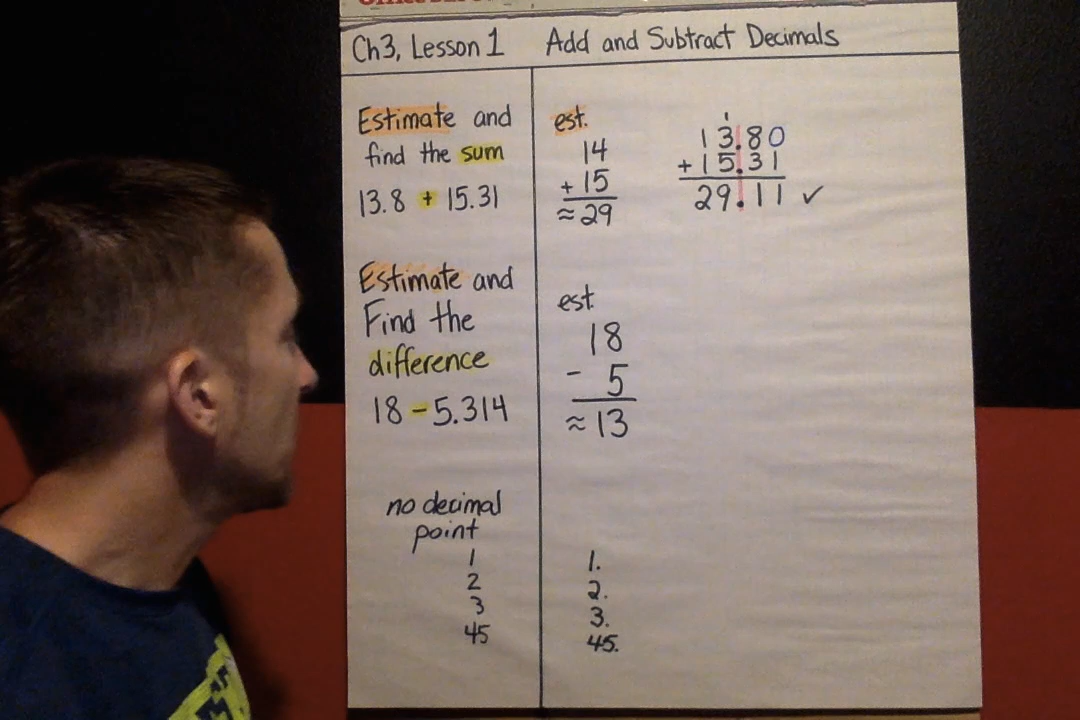 Ch3, Lesson 1 Add and Subtract Decimals
Estimate and
find the sum
13.8 + 15.31
est.
14
+ 15
≈ 29
1
13.80
+ 15.31
29.11 ✓
Estimate and
Find the
difference
18 - 5.314
est.
18
- 5
≈ 13
no decimal
point
1
2
3
45
1.
2.
3.
45.